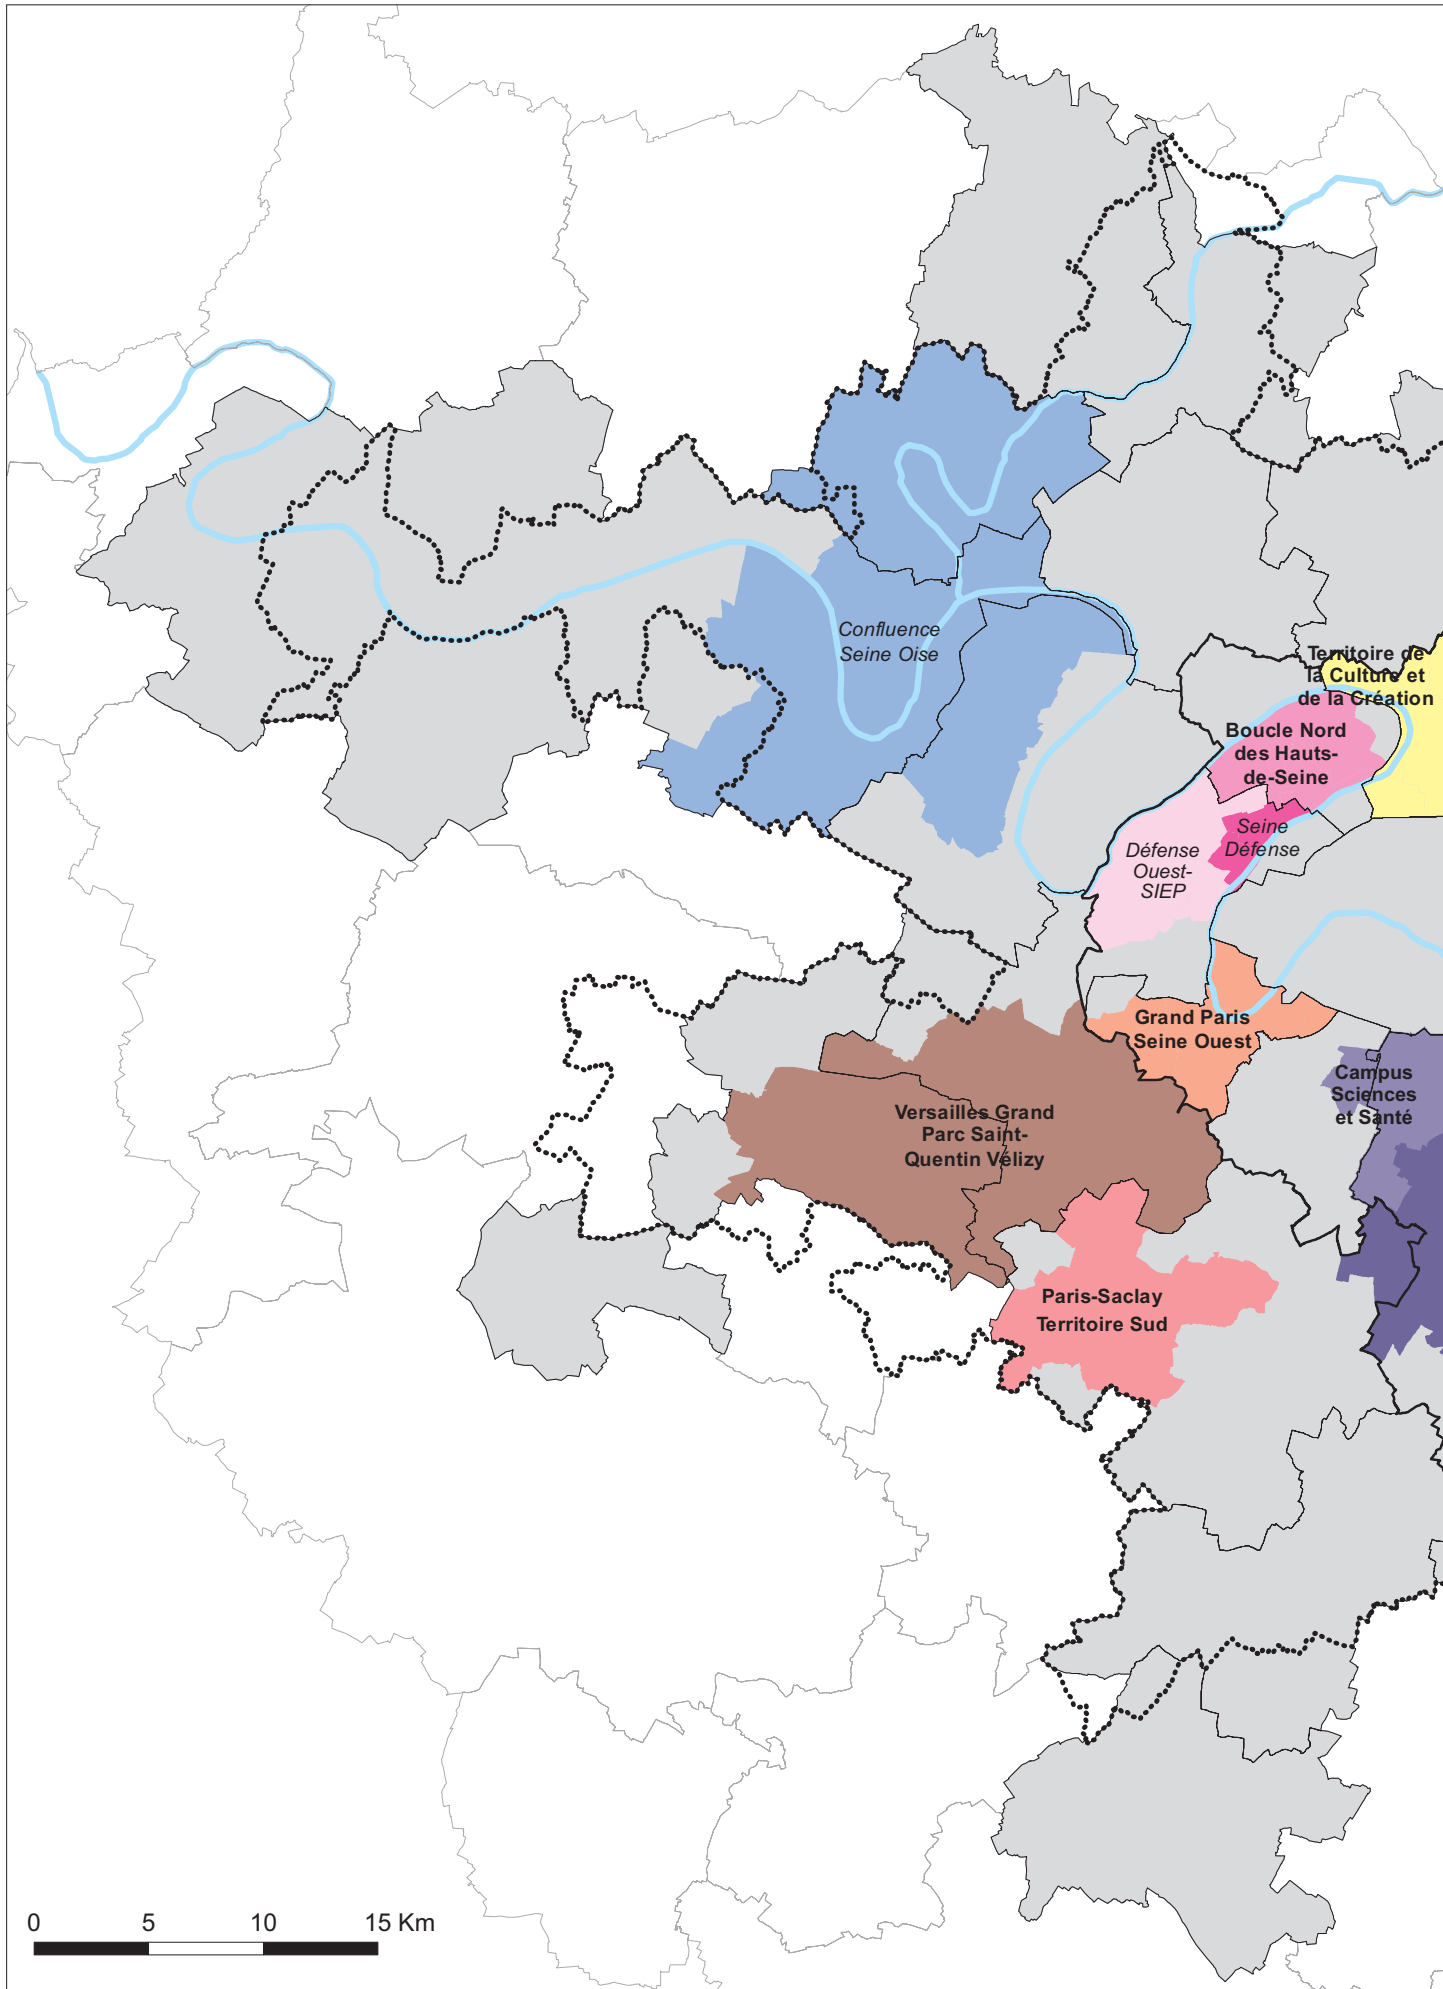 Confluence
Seine Oise
Territoire de
la Culture et
de la Création
Boucle Nord
des Hauts-
de-Seine
Seine
Défense
Défense
Ouest-
SIEP
Grand Paris
Seine Ouest
Campus
Sciences
et Santé
Versailles Grand
Parc Saint-
Quentin Vélizy
Paris-Saclay
Territoire Sud
0 5 10 15 Km